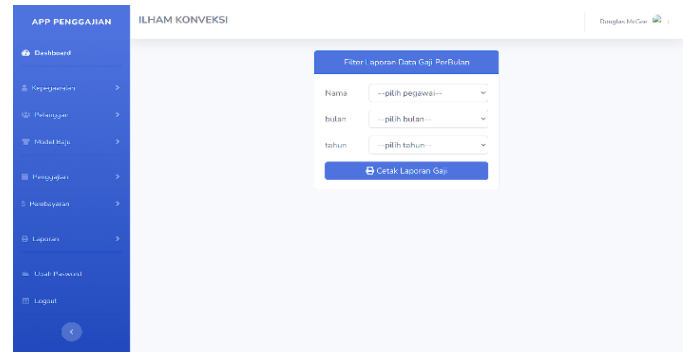 APP PENGGAJIAN
ILHAM KONVEKSI
Douglas McGee
Dashboard
Kepegawaian
Pelanggan
Model Baju
Penggajian
Pembayaran
Laporan
Ubah Password
Logout
Filter Laporan Data Gaji PerBulan
Nama --pilih pegawai--
bulan --pilih bulan--
tahun --pilih tahun--
Cetak Laporan Gaji